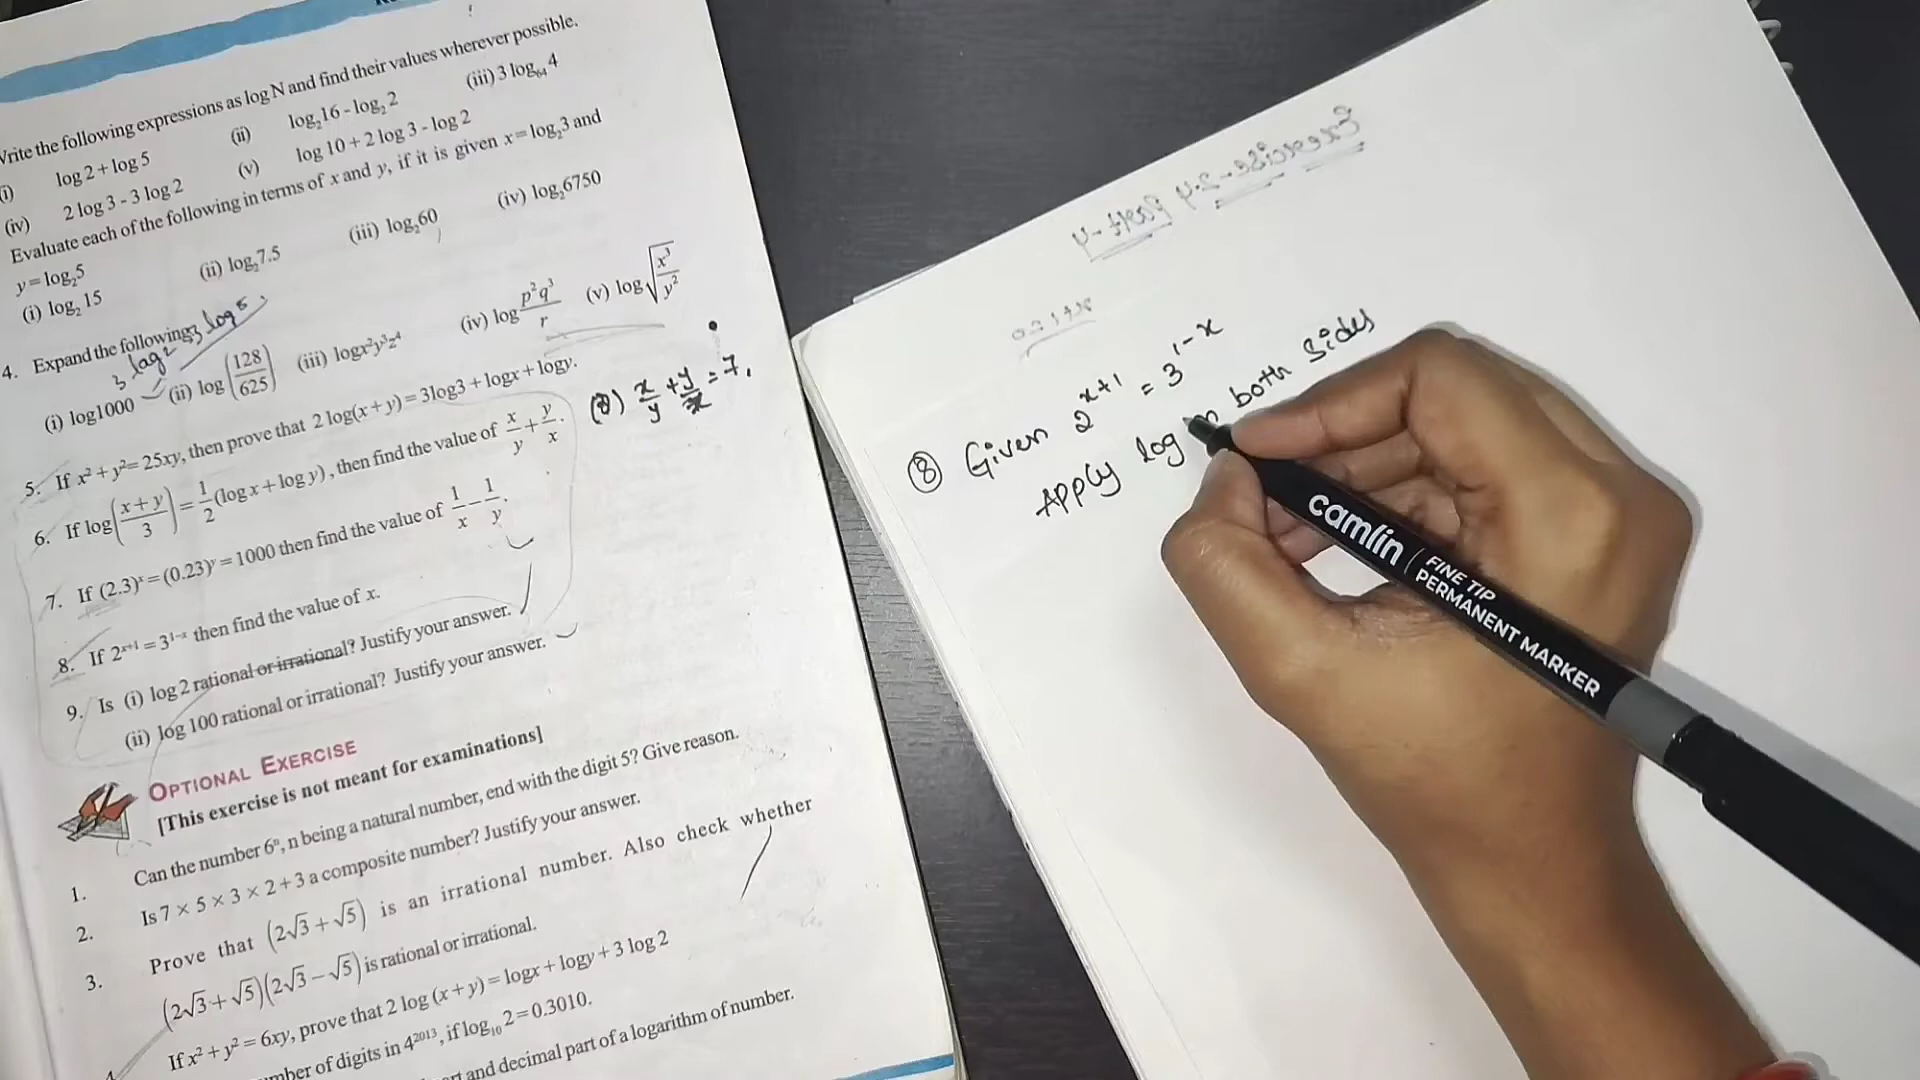 Write the following expressions as log N and find their values wherever possible.
(i) log 2 + log 5 (ii) log₂16 - log₂ 2 (iii) 3 log₆₄ 4
(iv) 2 log 3 - 3 log 2 (v) log 10 + 2 log 3 - log 2
Evaluate each of the following in terms of x and y, if it is given x = log₂3 and
y = log₂5
(i) log₂ 15 (ii) log₂7.5 (iii) log₂60 (iv) log₂6750
3 log 2 3 log 5
4. Expand the following
(i) log1000 (ii) log(128/625) (iii) logx²y³z⁴ (iv) log p²q³/r (v) log √(x³/y²)
5. If x² + y² = 25xy, then prove that 2 log(x + y) = 3log3 + logx + logy.
6. If log((x + y)/3) = 1/2 (log x + log y), then find the value of x/y + y/x.
x/y + y/x = 7.
7. If (2.3)ˣ = (0.23)ʸ = 1000 then find the value of 1/x - 1/y.
8. If 2ˣ⁺¹ = 3¹⁻ˣ then find the value of x.
9. Is (i) log 2 rational or irrational? Justify your answer.
(ii) log 100 rational or irrational? Justify your answer.
OPTIONAL EXERCISE
[This exercise is not meant for examinations]
1. Can the number 6ⁿ, n being a natural number, end with the digit 5? Give reason.
2. Is 7 × 5 × 3 × 2 + 3 a composite number? Justify your answer.
3. Prove that (2√3 + √5) is an irrational number. Also check whether
(2√3 + √5)(2√3 − √5) is rational or irrational.
If x² + y² = 6xy, prove that 2 log (x + y) = logx + logy + 3 log 2
of digits in 4²⁰¹³, if log₁₀ 2 = 0.3010.
and decimal part of a logarithm of number.
⑧ Given 2ˣ⁺¹ = 3¹⁻ˣ
Apply log both sides
camlin
FINE TIP
PERMANENT MARKER